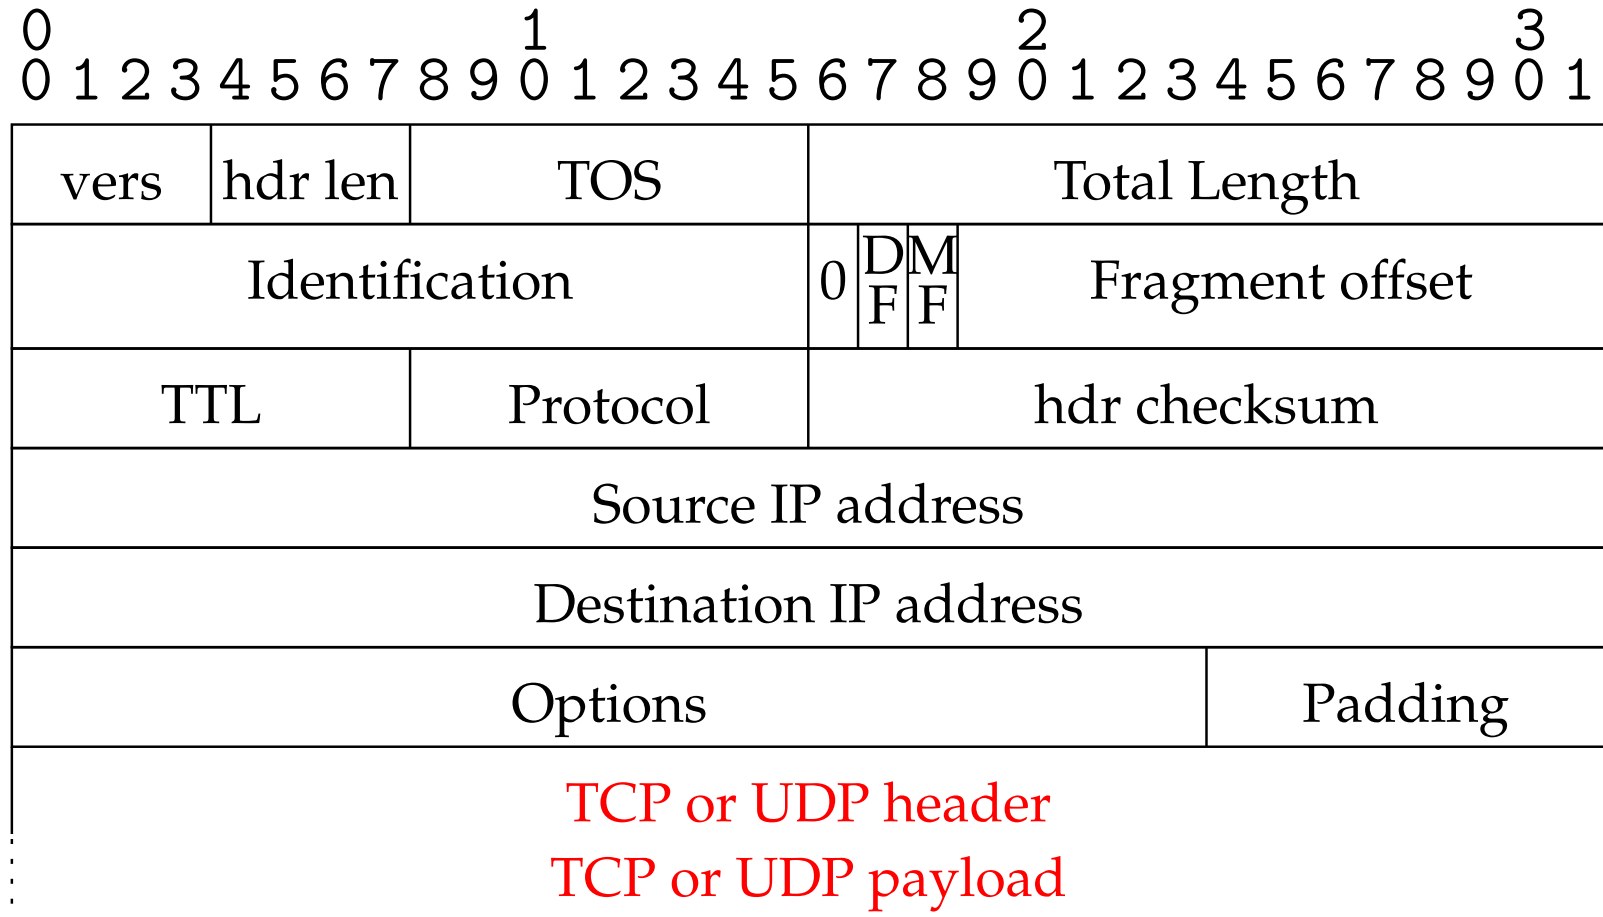 0 1 2 3
0 1 2 3 4 5 6 7 8 9 0 1 2 3 4 5 6 7 8 9 0 1 2 3 4 5 6 7 8 9 0 1
vers hdr len TOS Total Length
Identification 0 DF MF Fragment offset
TTL Protocol hdr checksum
Source IP address
Destination IP address
Options Padding
TCP or UDP header
TCP or UDP payload